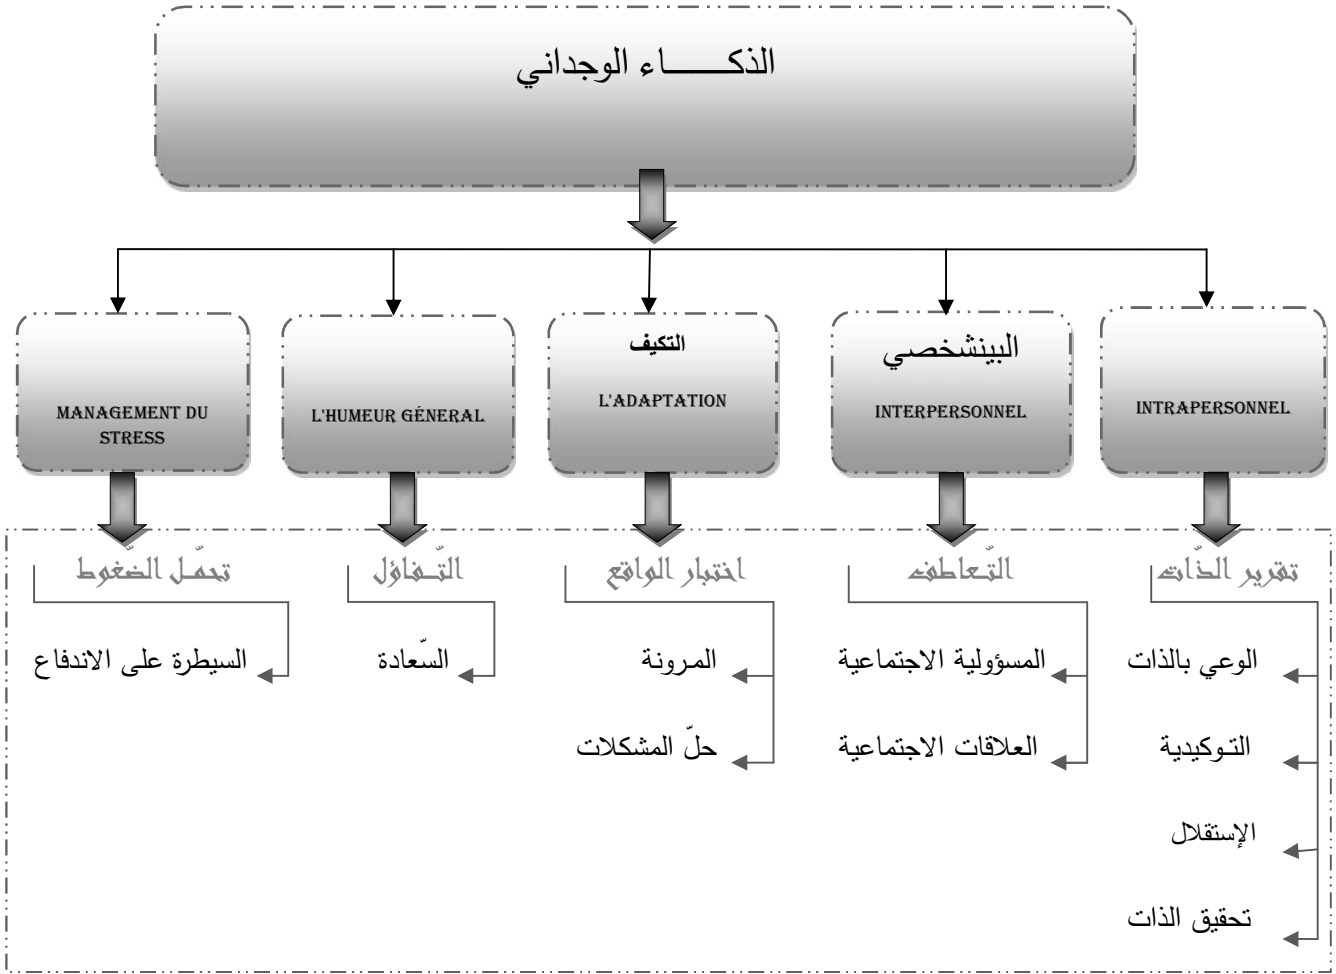 الذكـــــــاء الوجداني
INTRAPERSONNEL
البينشخصي
INTERPERSONNEL
التكيف
L'ADAPTATION
L'HUMEUR GÉNERAL
MANAGEMENT DU
STRESS
تقرير الذّات
الوعي بالذات
التوكيدية
الإستقلال
تحقيق الذات
التّعاطف
المسؤولية الاجتماعية
العلاقات الاجتماعية
اختبار الواقع
المرونة
حلّ المشكلات
التّفاؤل
السّعادة
تحمّل الضّغوط
السيطرة على الاندفاع